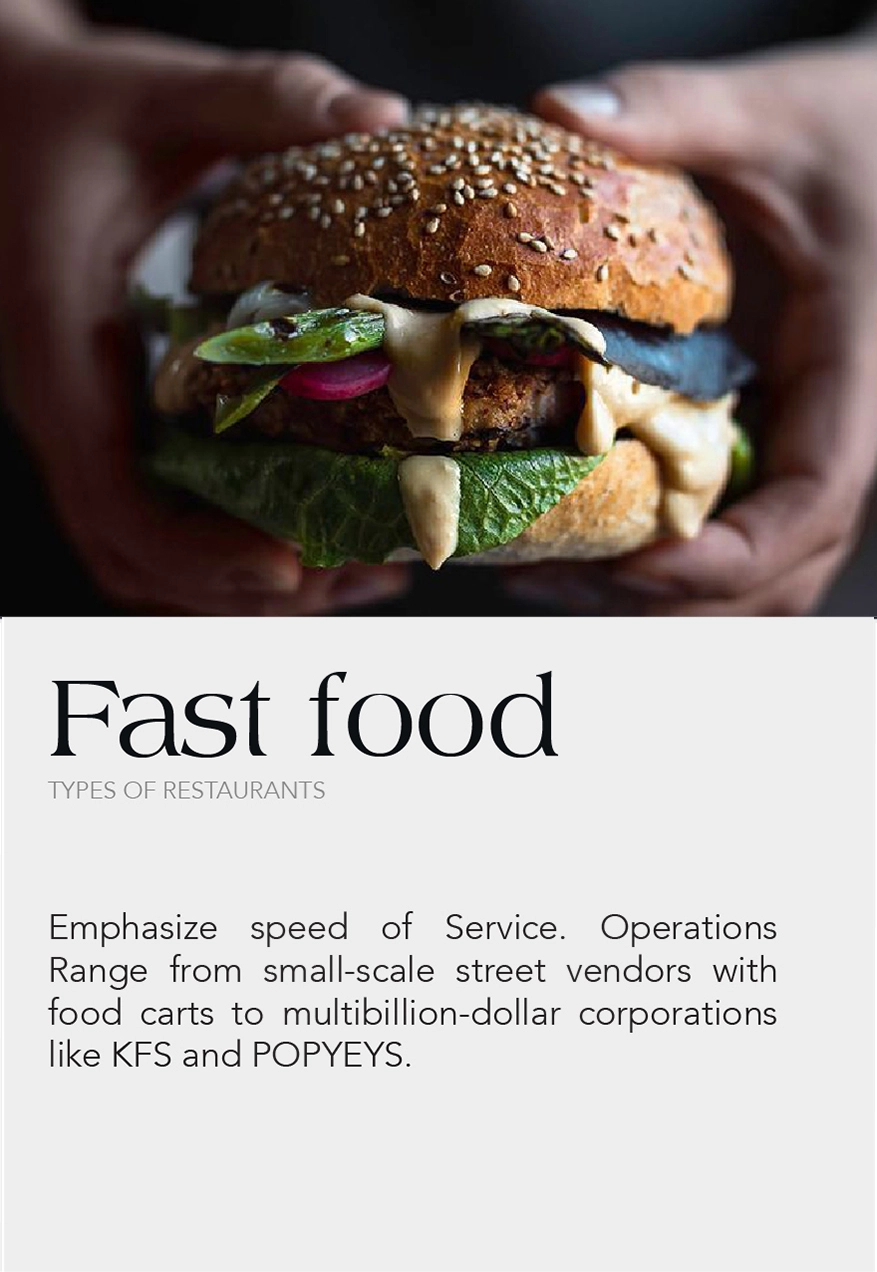 Fast food
TYPES OF RESTAURANTS
Emphasize speed of Service. Operations
Range from small-scale street vendors with
food carts to multibillion-dollar corporations
like KFS and POPYEYS.